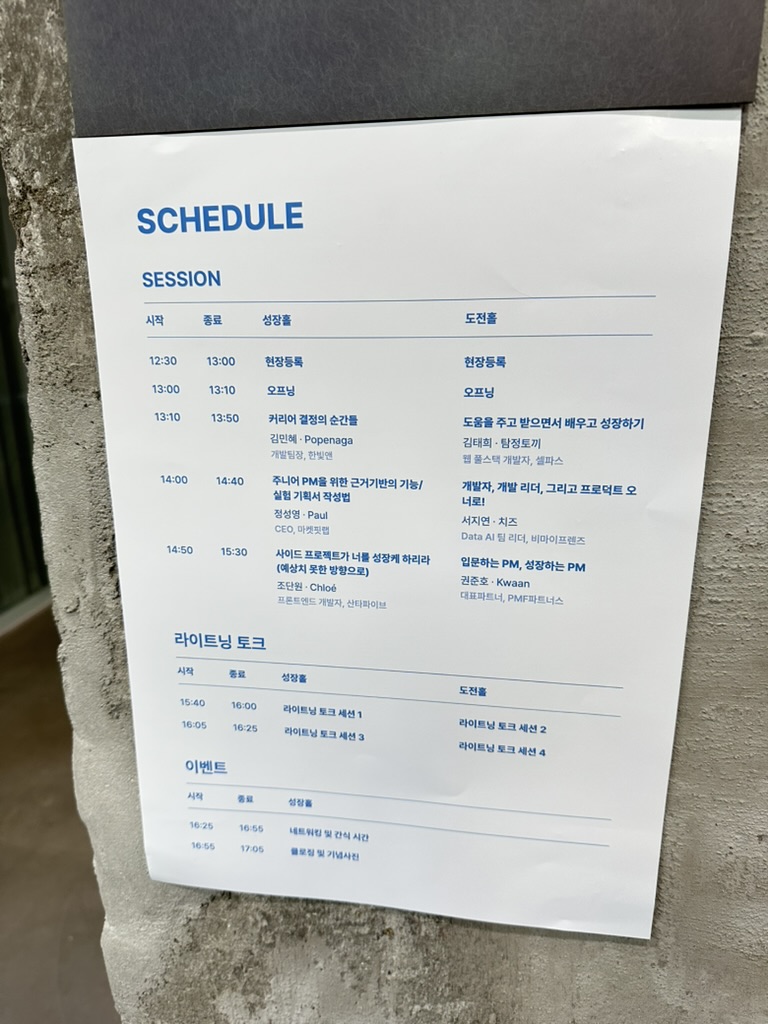 SCHEDULE
SESSION
시작 종료 성장홀 도전홀
12:30 13:00 현장등록 현장등록
13:00 13:10 오프닝 오프닝
13:10 13:50 커리어 결정의 순간들 도움을 주고 받으면서 배우고 성장하기
김민혜 · Popenaga 김태희 · 탐정토끼
개발팀장, 한빛앤 웹 풀스택 개발자, 셀파스
14:00 14:40 주니어 PM을 위한 근거기반의 기능/ 개발자, 개발 리더, 그리고 프로덕트 오
실험 기획서 작성법 너로!
정성영 · Paul 서지연 · 치즈
CEO, 마켓핏랩 Data AI 팀 리더, 비마이프렌즈
14:50 15:30 사이드 프로젝트가 너를 성장케 하리라 입문하는 PM, 성장하는 PM
(예상치 못한 방향으로) 권준호 · Kwaan
조단원 · Chloé 대표파트너, PMF파트너스
프론트엔드 개발자, 산타파이브
라이트닝 토크
시작 종료 성장홀 도전홀
15:40 16:00 라이트닝 토크 세션 1 라이트닝 토크 세션 2
16:05 16:25 라이트닝 토크 세션 3 라이트닝 토크 세션 4
이벤트
시작 종료 성장홀
16:25 16:55 네트워킹 및 간식 시간
16:55 17:05 클로징 및 기념사진